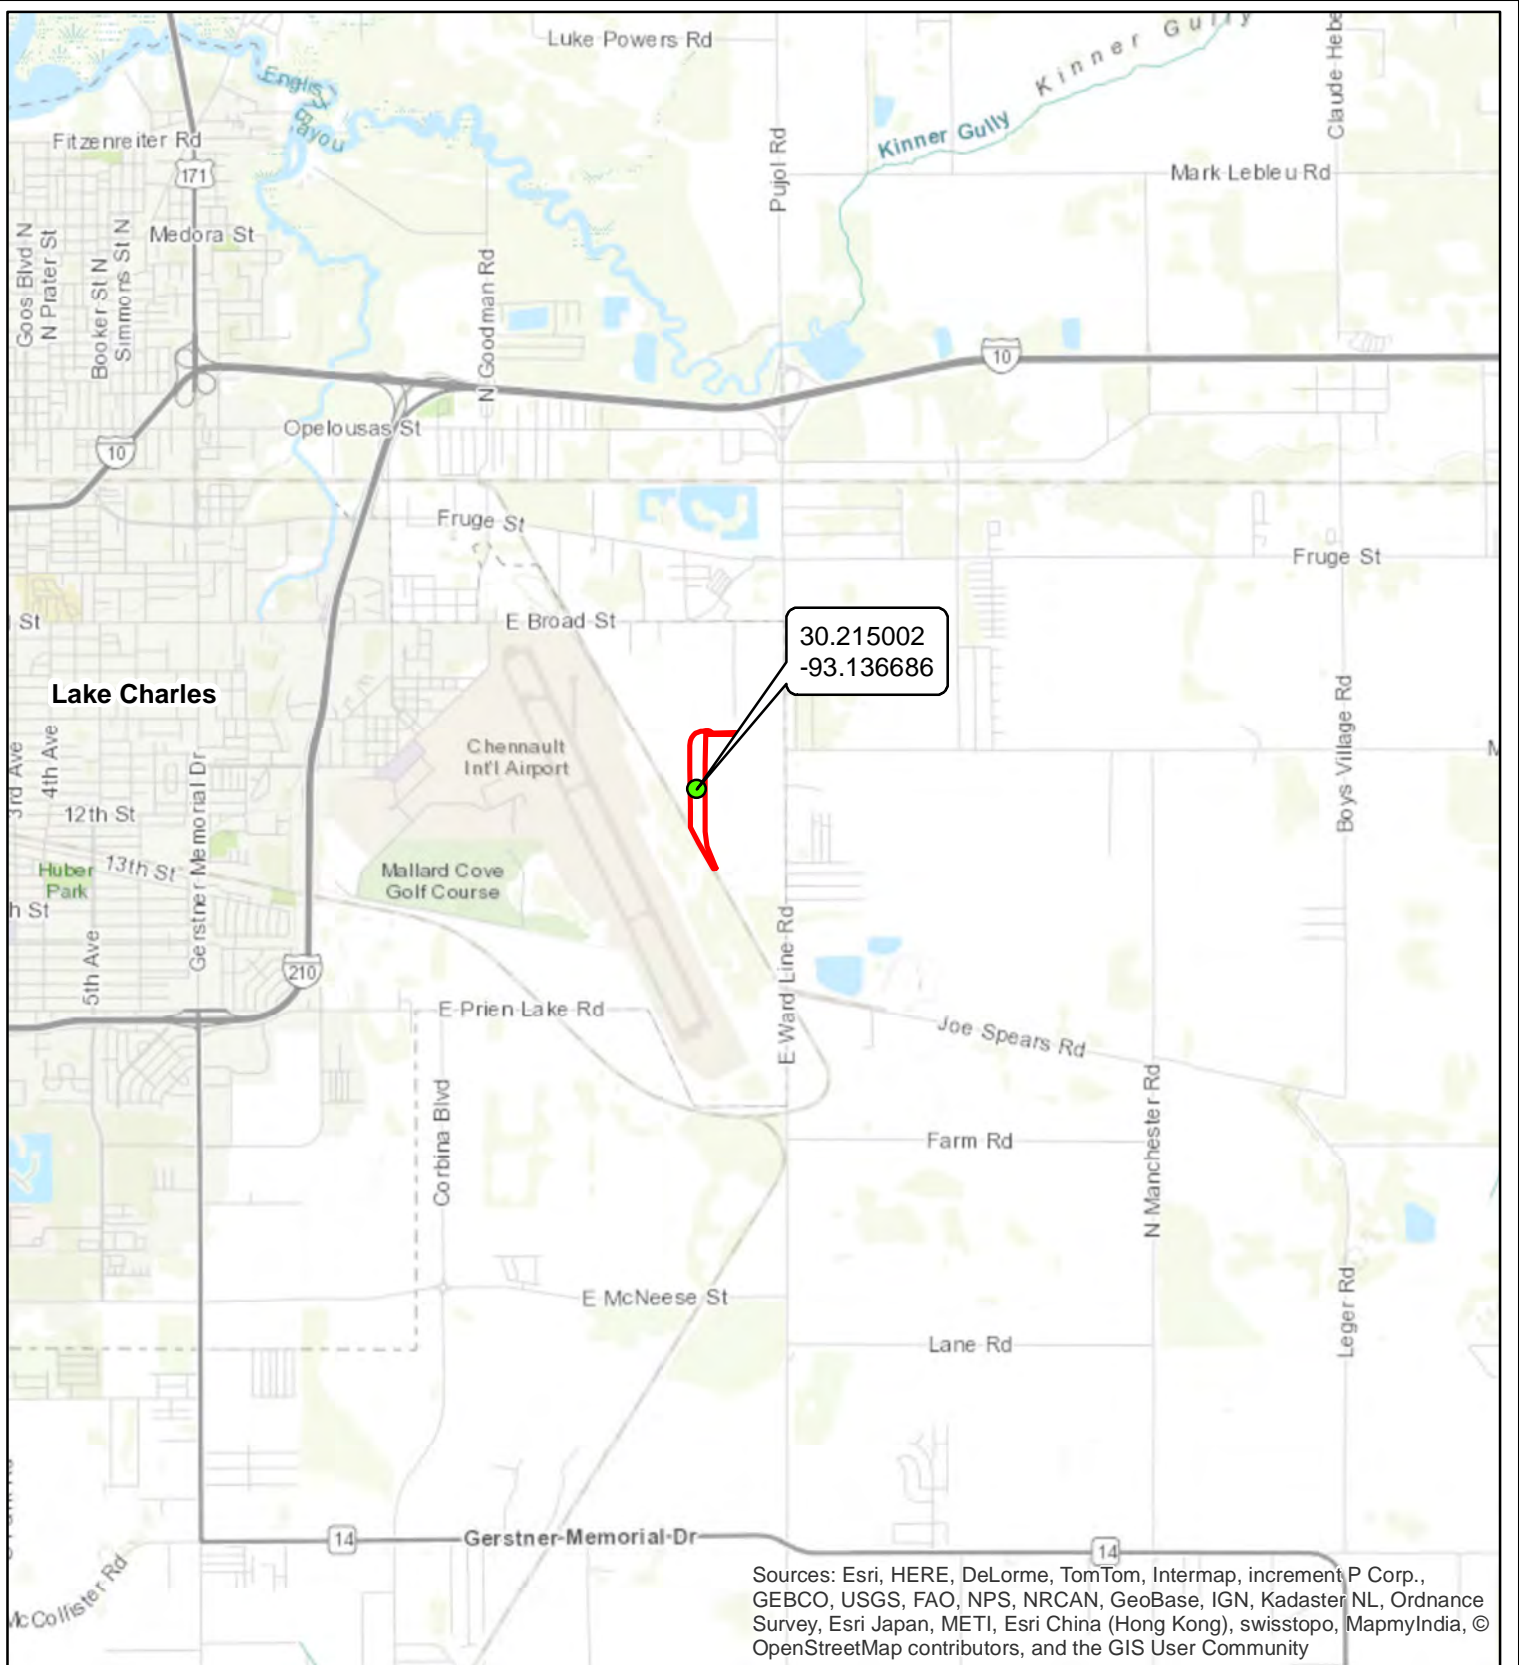 Luke Powers Rd
Kinner Gully
Englis
Bayou
Fitzenreiter Rd
171
Pujol Rd
Kinner Gully
Mark Lebleu Rd
Goos Blvd N
N Prater St
Booker St N
Simmons St N
Medora St
N Goodman Rd
10
Opelousas St
10
Fruge St
Fruge St
St
E Broad St
30.215002
-93.136686
Lake Charles
3rd Ave
4th Ave
Gerstner Memorial Dr
Chennault
Int'l Airport
Boys Village Rd
12th St
13th St
Huber
Park
Mallard Cove
Golf Course
h St
5th Ave
210
E Prien Lake Rd
E Ward Line Rd
Joe Spears Rd
Corbina Blvd
Farm Rd
N Manchester Rd
E McNeese St
Lane Rd
Leger Rd
14
Gerstner Memorial Dr
14
McCollister Rd
Sources: Esri, HERE, DeLorme, TomTom, Intermap, increment P Corp.,
GEBCO, USGS, FAO, NPS, NRCAN, GeoBase, IGN, Kadaster NL, Ordnance
Survey, Esri Japan, METI, Esri China (Hong Kong), swisstopo, MapmyIndia, ©
OpenStreetMap contributors, and the GIS User Community